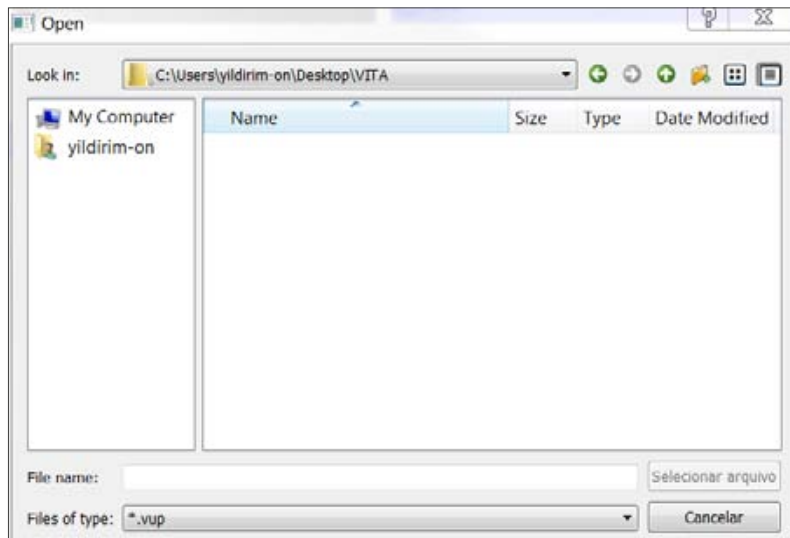 Open
Look in: C:\Users\yildirim-on\Desktop\VITA
My Computer
yildirim-on
Name Size Type Date Modified
File name: Selecionar arquivo
Files of type: *.vup Cancelar